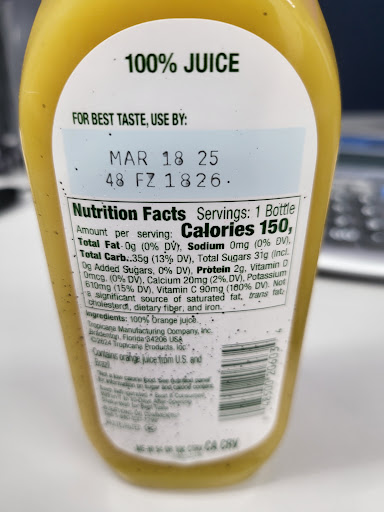 100% JUICE
FOR BEST TASTE, USE BY:
MAR 18 25
48 FZ 1826
Nutrition Facts Servings: 1 Bottle
Amount per serving: Calories 150,
Total Fat 0g (0% DV), Sodium 0mg (0% DV),
Total Carb. 35g (13% DV), Total Sugars 31g (Incl.
0g Added Sugars, 0% DV), Protein 2g, Vitamin D
0mcg (0% DV), Calcium 20mg (2% DV), Potassium
610mg (15% DV), Vitamin C 90mg (100% DV). Not
a significant source of saturated fat, trans fat,
cholesterol, dietary fiber, and iron.
Ingredients: 100% Orange juice.
Tropicana Manufacturing Company, Inc.
Bradenton, Florida 34206 USA
©2024 Tropicana Products, Inc.
Contains orange juice from U.S. and
Brazil
CA CRV